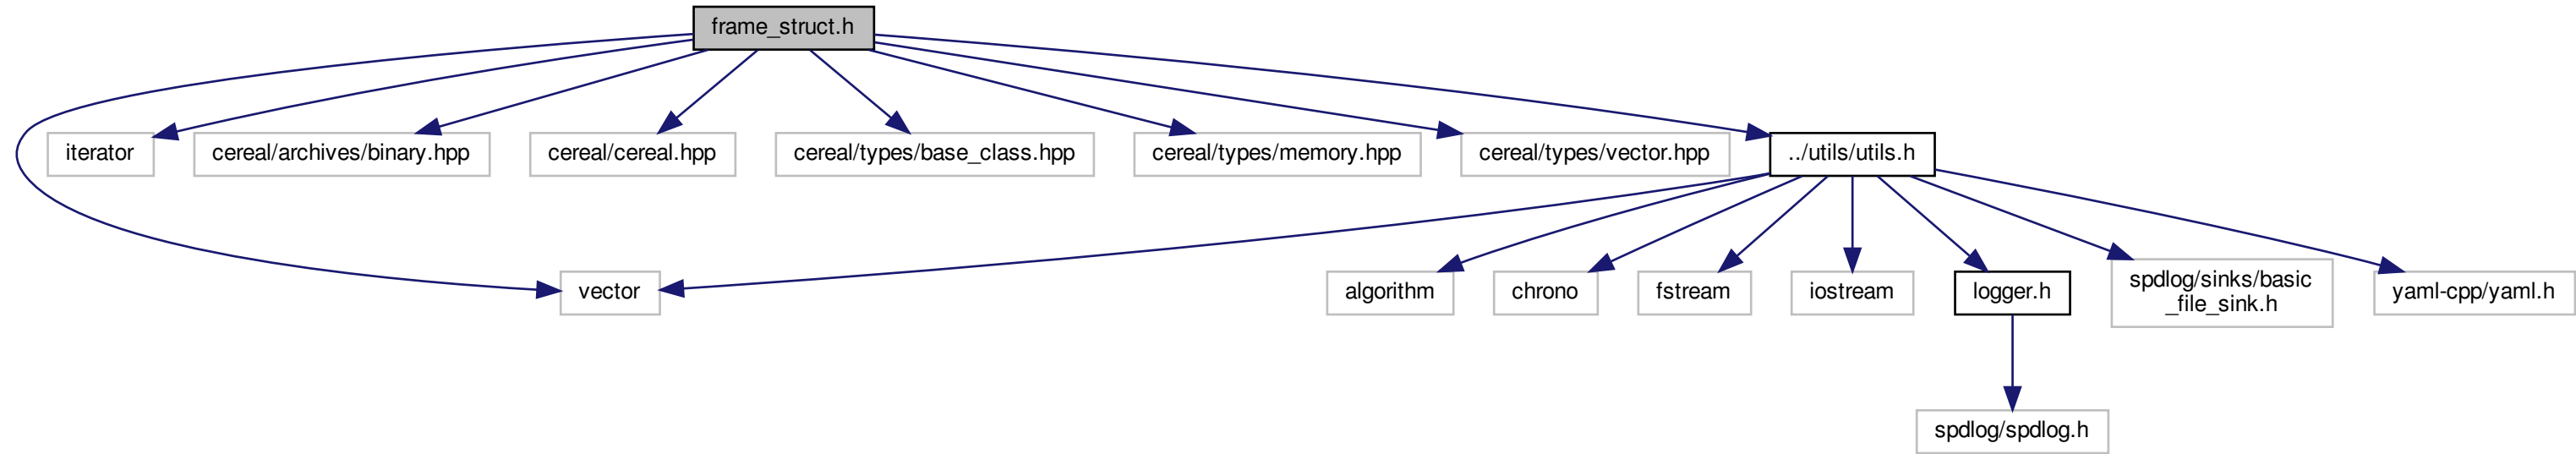 frame_struct.h
iterator
cereal/archives/binary.hpp
cereal/cereal.hpp
cereal/types/base_class.hpp
cereal/types/memory.hpp
cereal/types/vector.hpp
../utils/utils.h
vector
algorithm
chrono
fstream
iostream
logger.h
spdlog/sinks/basic
_file_sink.h
yaml-cpp/yaml.h
spdlog/spdlog.h